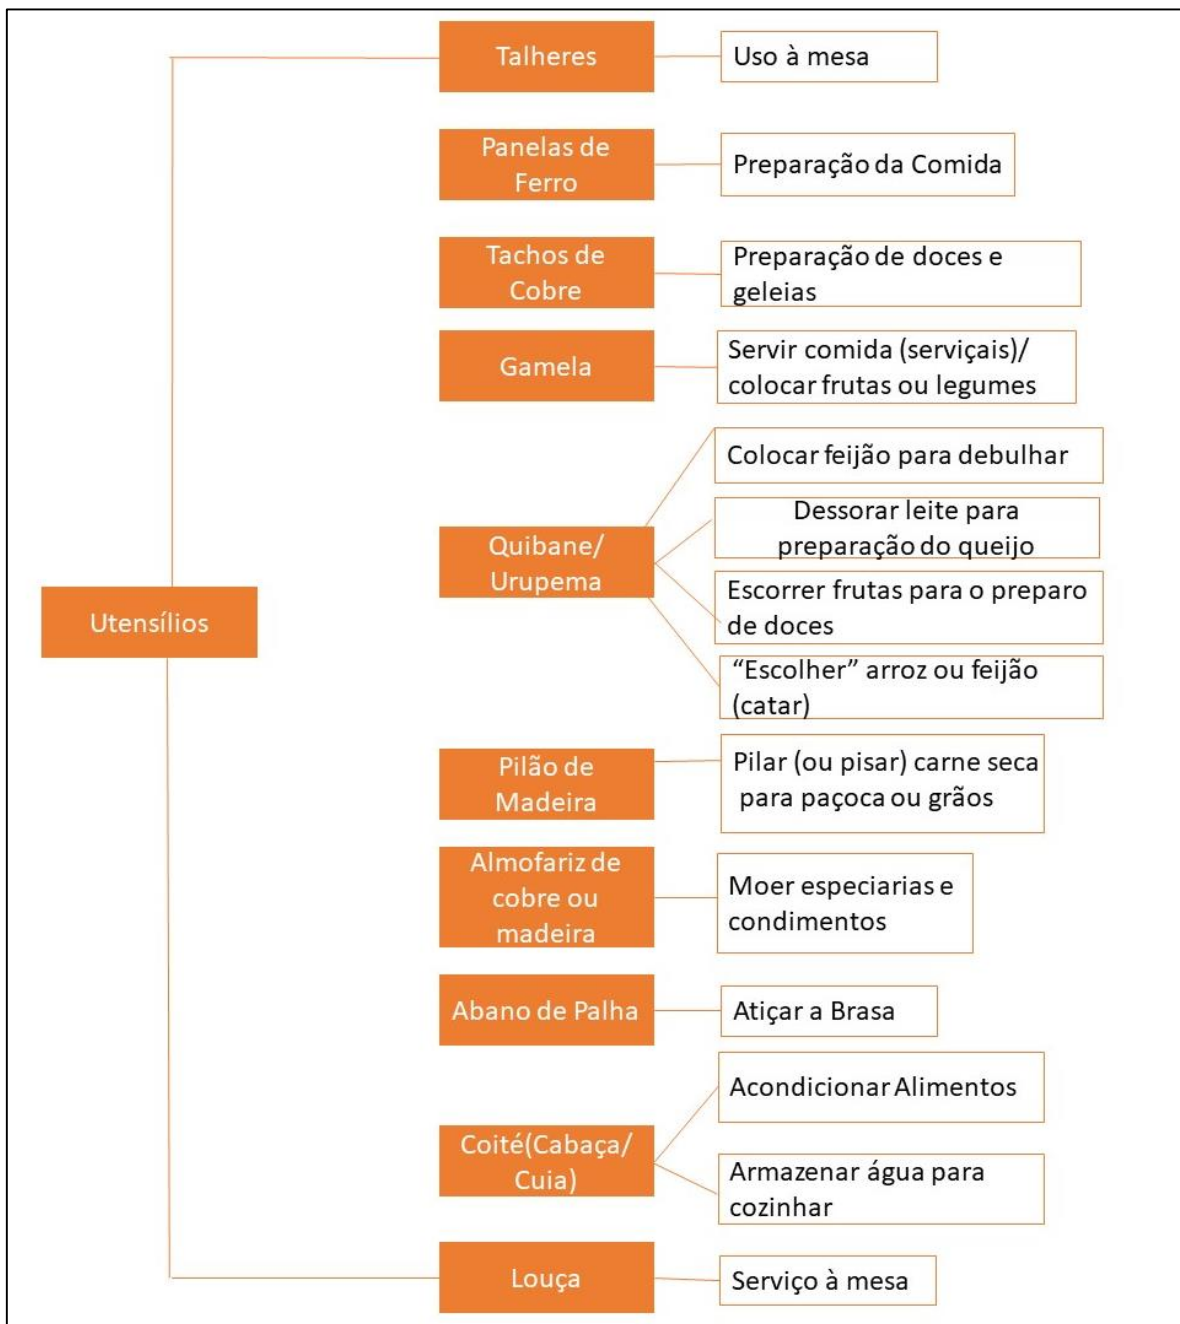 Talheres
Uso à mesa
Panelas de
Ferro
Preparação da Comida
Tachos de
Cobre
Preparação de doces e
geleias
Gamela
Servir comida (serviçais)/
colocar frutas ou legumes
Utensílios
Quibane/
Urupema
Colocar feijão para debulhar
Dessorar leite para
preparação do queijo
Escorrer frutas para o preparo
de doces
“Escolher” arroz ou feijão
(catar)
Pilão de
Madeira
Pilar (ou pisar) carne seca
para paçoca ou grãos
Almofariz de
cobre ou
madeira
Moer especiarias e
condimentos
Abano de Palha
Atiçar a Brasa
Coité(Cabaça/
Cuia)
Acondicionar Alimentos
Armazenar água para
cozinhar
Louça
Serviço à mesa